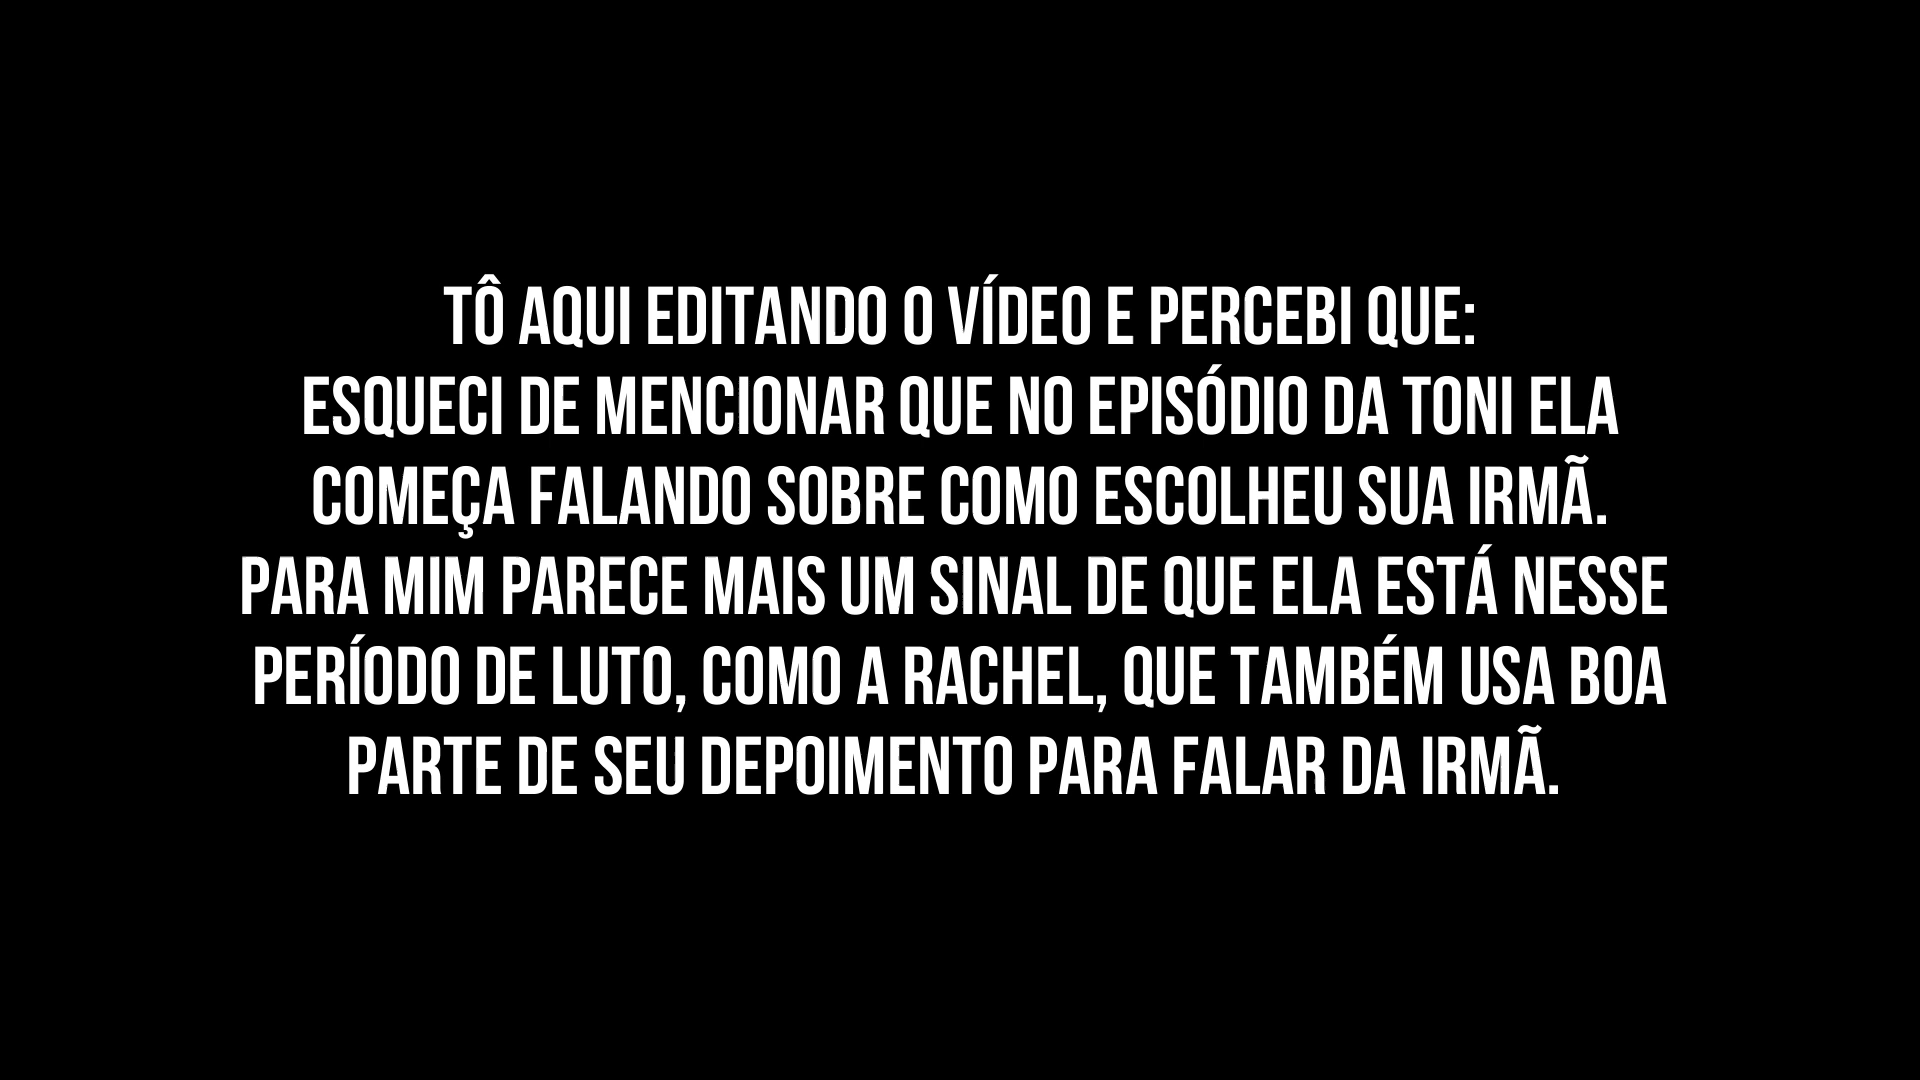 TÔ AQUI EDITANDO O VÍDEO E PERCEBI QUE:
ESQUECI DE MENCIONAR QUE NO EPISÓDIO DA TONI ELA
COMEÇA FALANDO SOBRE COMO ESCOLHEU SUA IRMÃ.
PARA MIM PARECE MAIS UM SINAL DE QUE ELA ESTÁ NESSE
PERÍODO DE LUTO, COMO A RACHEL, QUE TAMBÉM USA BOA
PARTE DE SEU DEPOIMENTO PARA FALAR DA IRMÃ.